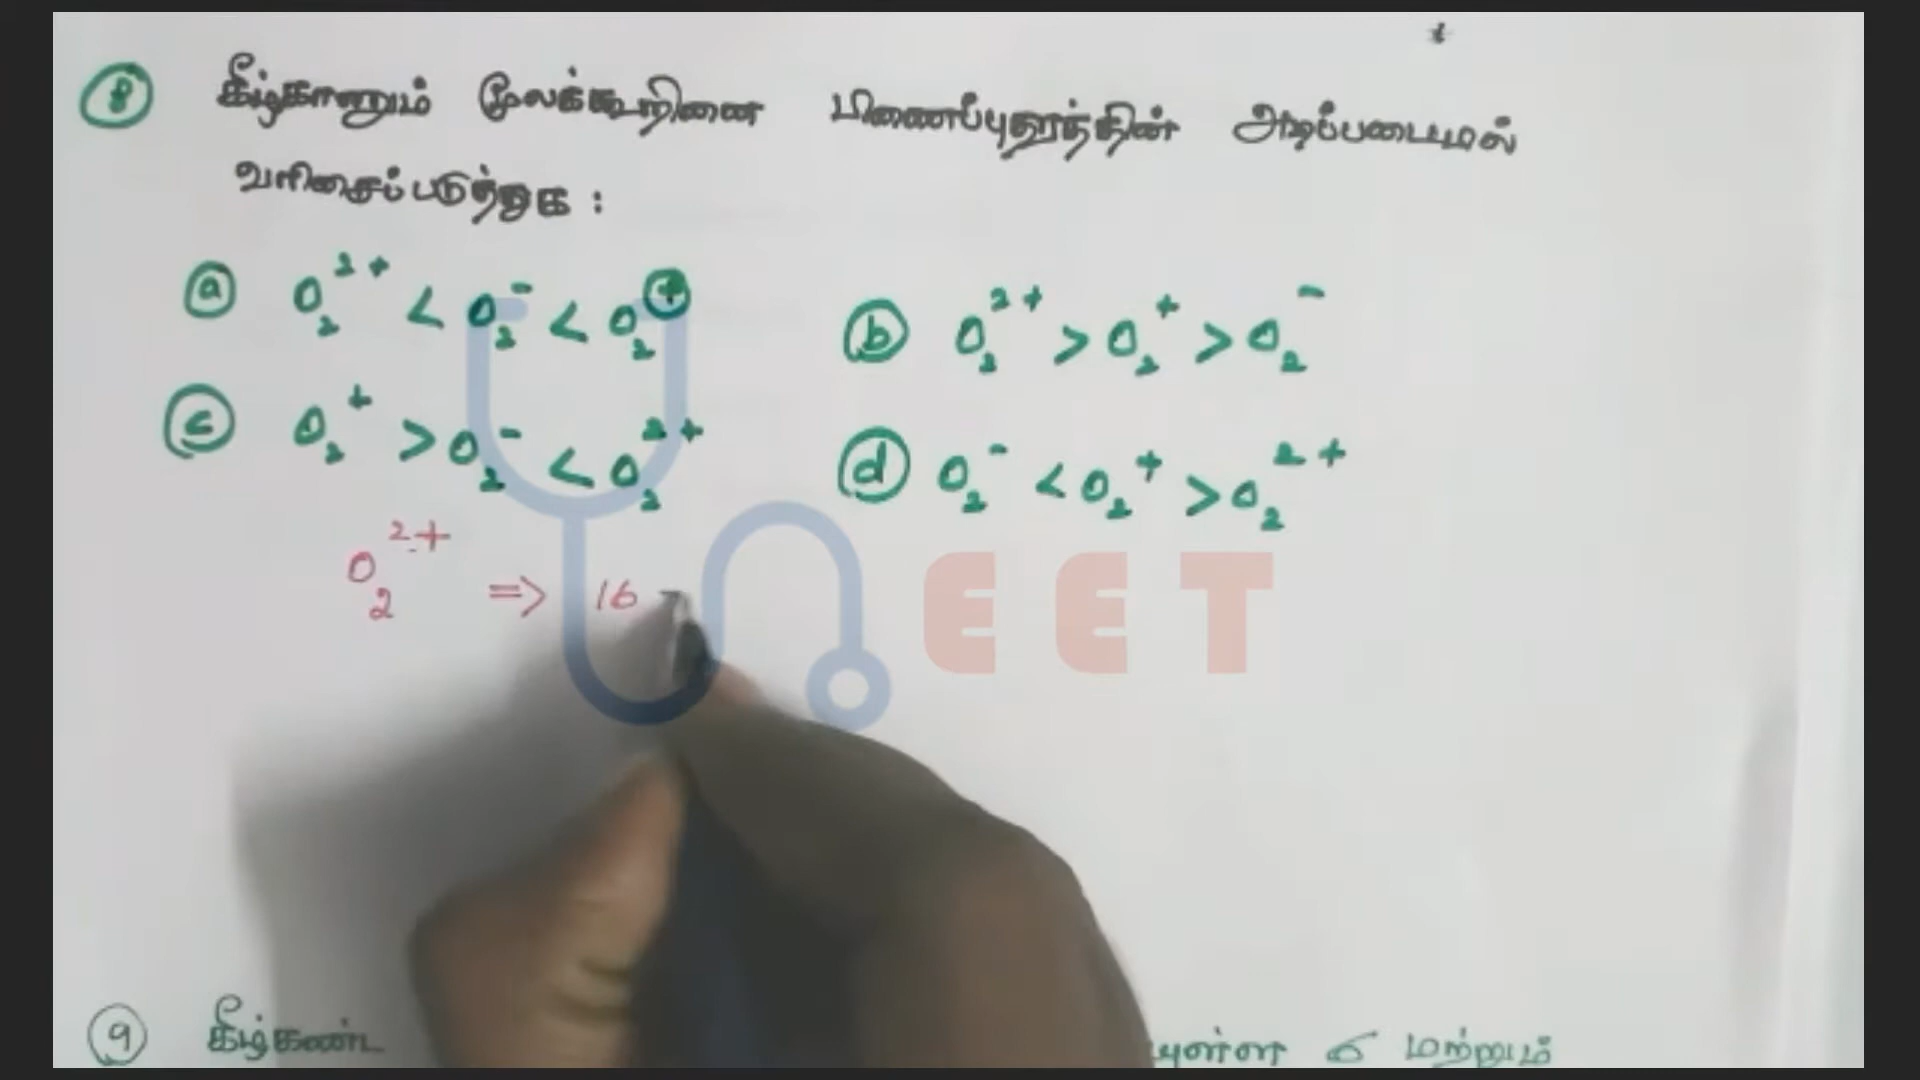 8 கீழ்காணும் மூலக்கூறினை பிணைப்புதரத்தின் அடிப்படையில்
வரிசைப்படுத்துக :
a O₂²⁺ < O₂⁻ < O₂⁺
b O₂²⁺ > O₂⁺ > O₂⁻
c O₂⁺ > O₂⁻ < O₂²⁺
d O₂⁻ < O₂⁺ > O₂²⁺
O₂²⁺ => 16 -
EET
9 கீழ்கண்ட யுள்ள σ மற்றும்